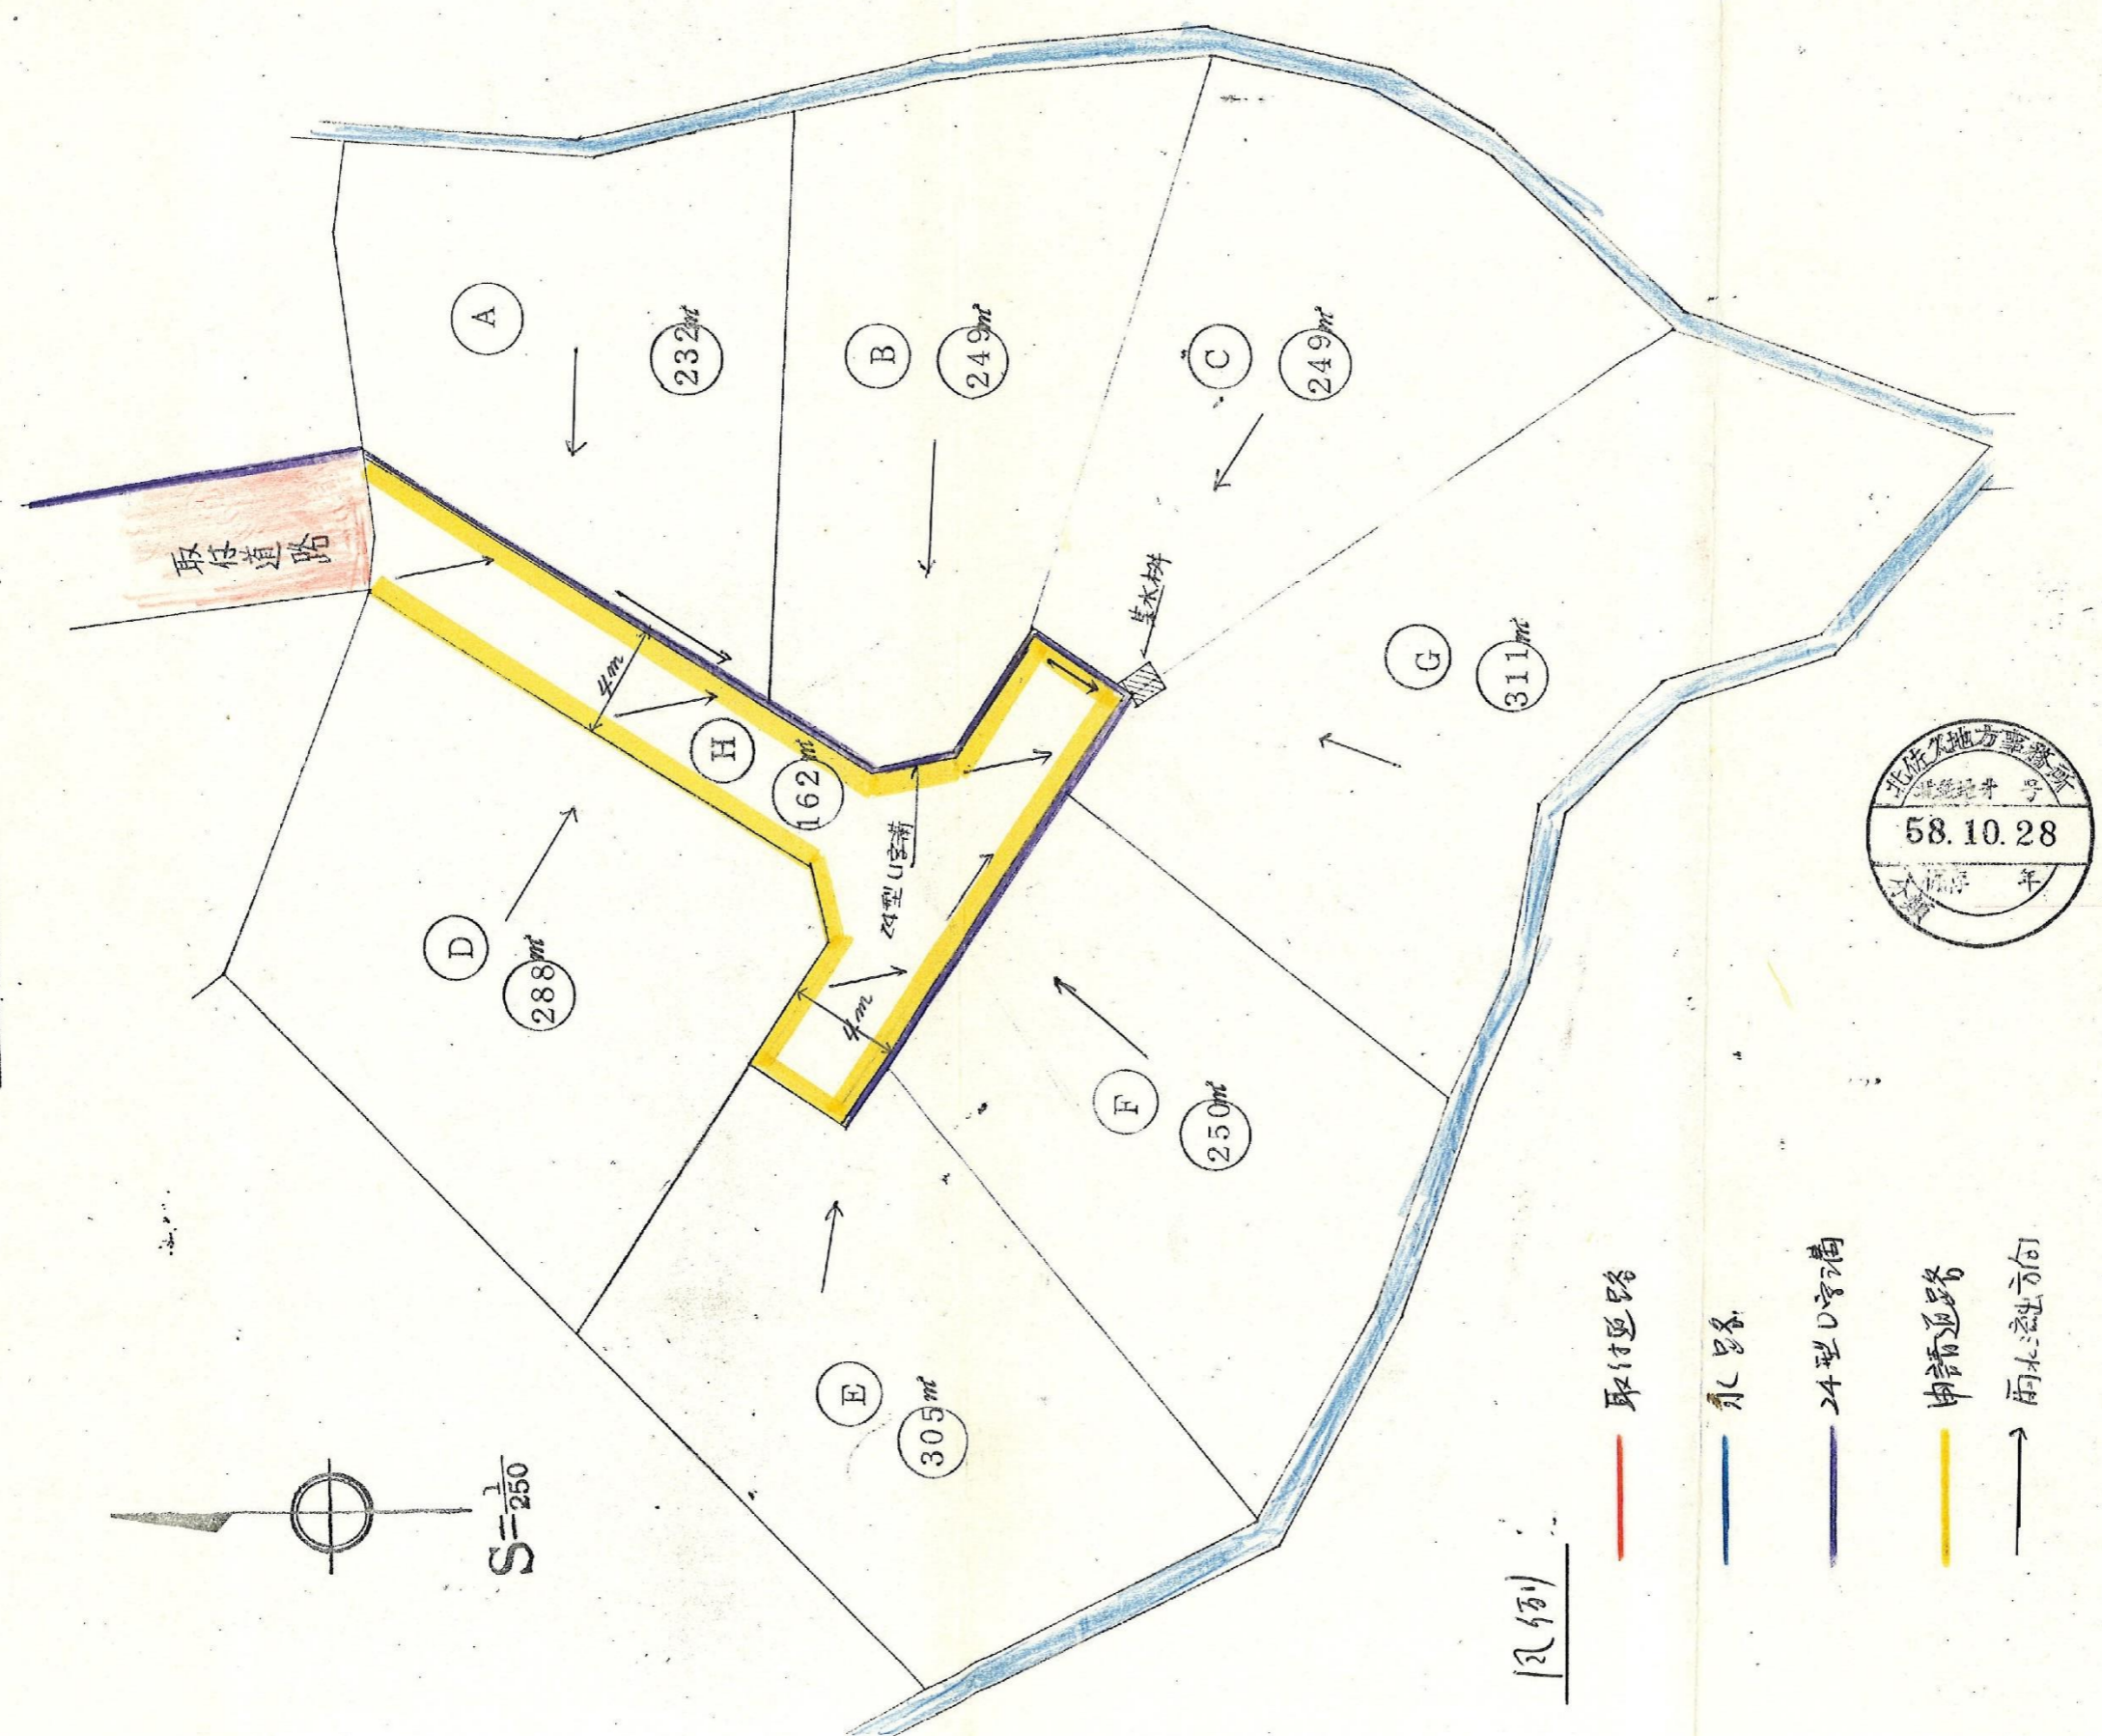 取付道路
A
232㎡
B
249㎡
C
249㎡
D
288㎡
H
162㎡
4m
4m
24型U字溝
集水桝
G
311㎡
F
250㎡
E
305㎡
S=1/250
凡例
取付道路
水路
24型U字溝
申請道路
雨水流出方向
北佐久地方事務所
58.10.28
年